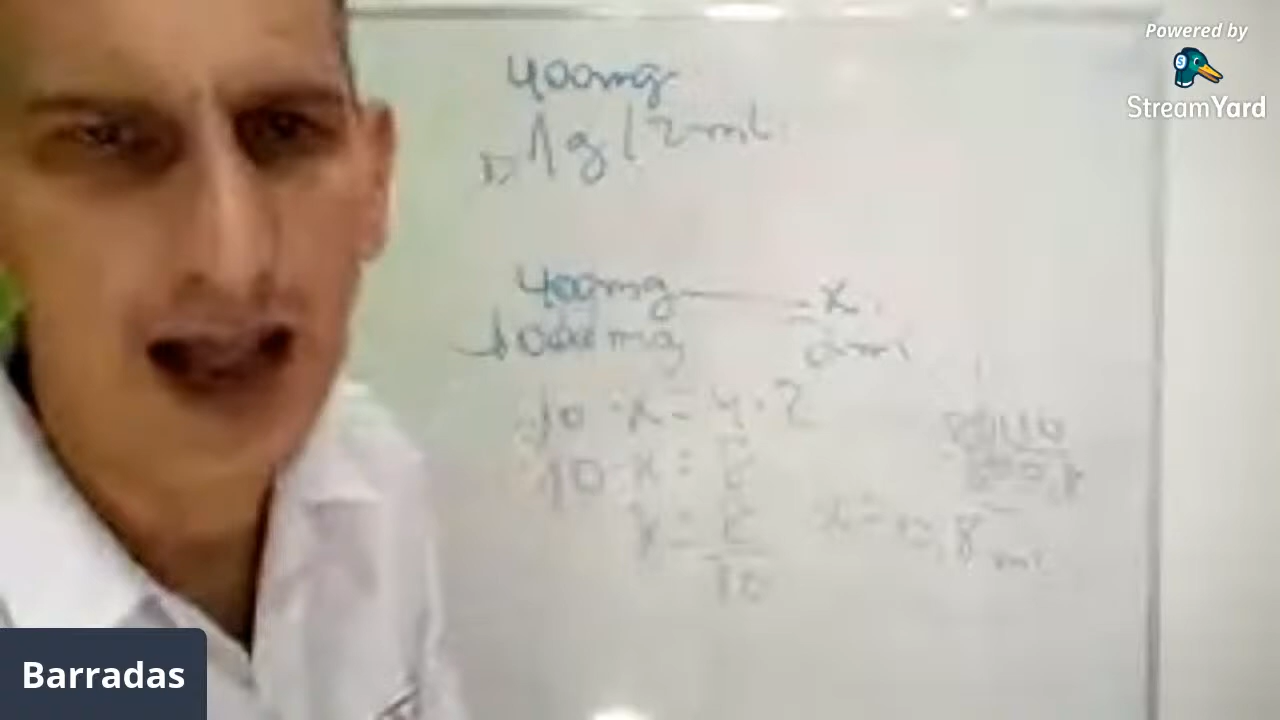 Powered by
StreamYard
400mg
1g/2ml
400mg x
1000mg 2ml
10 · x = 4 · 2
10 · x = 8
x = 8
10
x = 0,8 ml
Barradas